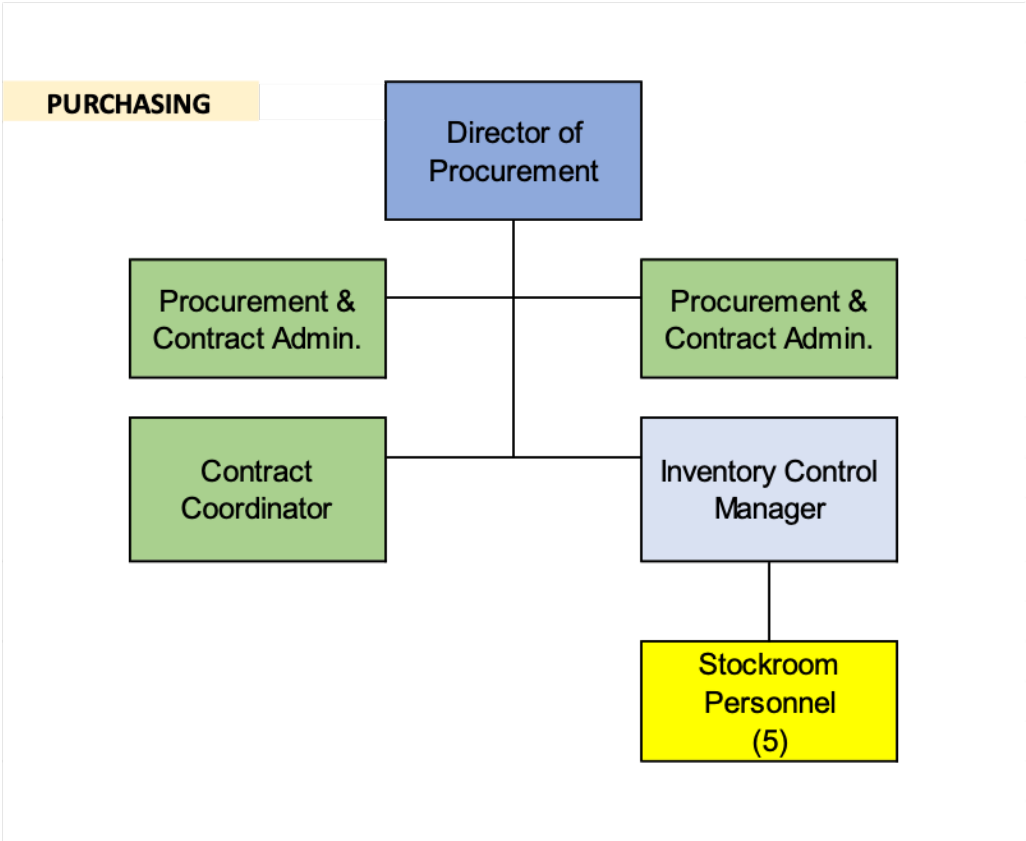 PURCHASING
Director of
Procurement
Procurement &
Contract Admin.
Procurement &
Contract Admin.
Contract
Coordinator
Inventory Control
Manager
Stockroom
Personnel
(5)